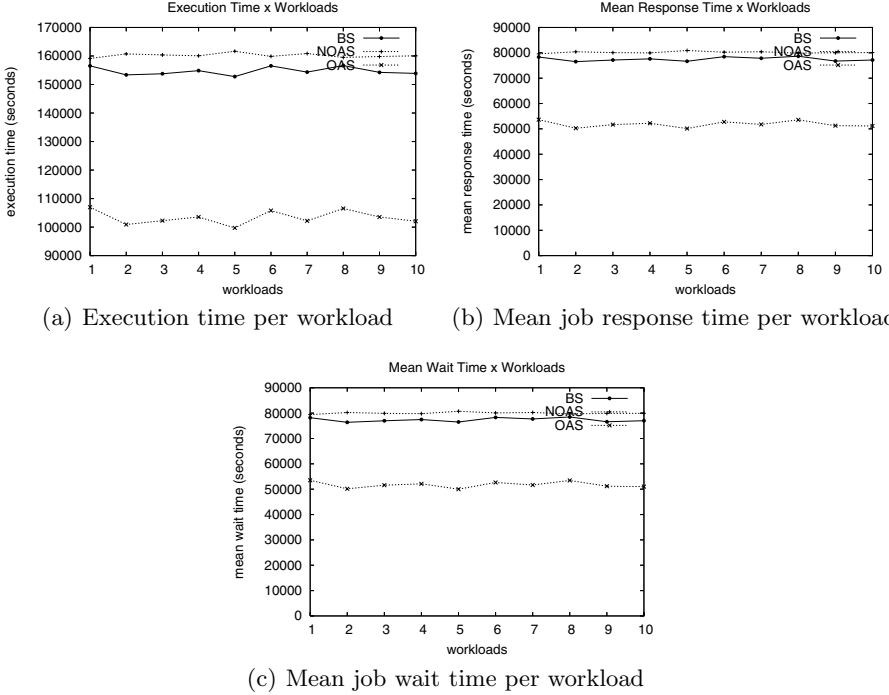 Execution Time x Workloads
170000
160000
150000
140000
130000
120000
110000
100000
90000
execution time (seconds)
BS
NOAS
OAS
1 2 3 4 5 6 7 8 9 10
workloads
(a) Execution time per workload
Mean Response Time x Workloads
90000
80000
70000
60000
50000
40000
30000
20000
10000
0
mean response time (seconds)
BS
NOAS
OAS
1 2 3 4 5 6 7 8 9 10
workloads
(b) Mean job response time per workload
Mean Wait Time x Workloads
90000
80000
70000
60000
50000
40000
30000
20000
10000
0
mean wait time (seconds)
BS
NOAS
OAS
1 2 3 4 5 6 7 8 9 10
workloads
(c) Mean job wait time per workload